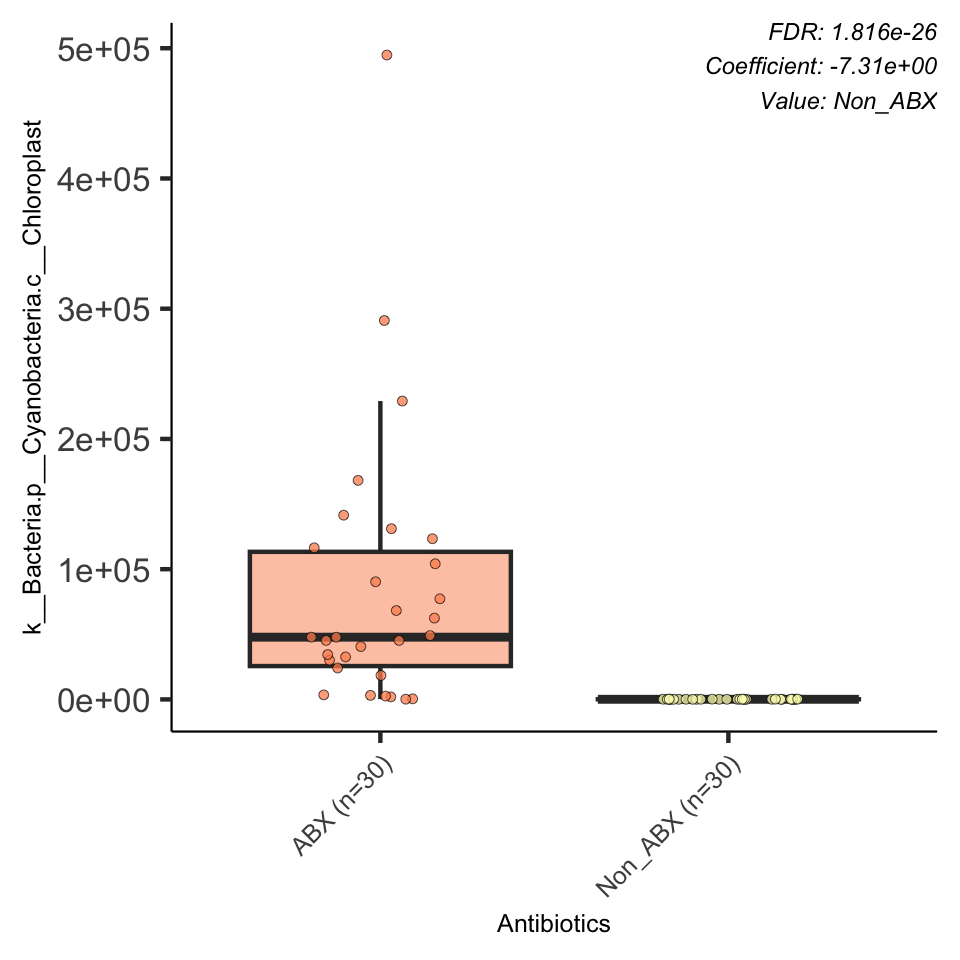 FDR: 1.816e-26
Coefficient: -7.31e+00
Value: Non_ABX
k__Bacteria.p__Cyanobacteria.c__Chloroplast
5e+05
4e+05
3e+05
2e+05
1e+05
0e+00
ABX (n=30)
Non_ABX (n=30)
Antibiotics